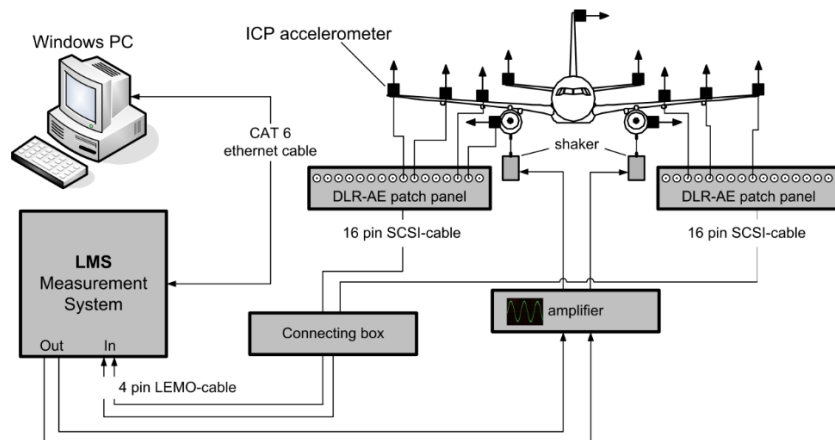 Windows PC
ICP accelerometer
CAT 6
ethernet cable
shaker
DLR-AE patch panel
DLR-AE patch panel
16 pin SCSI-cable
16 pin SCSI-cable
LMS
Measurement
System
amplifier
Connecting box
Out
In
4 pin LEMO-cable